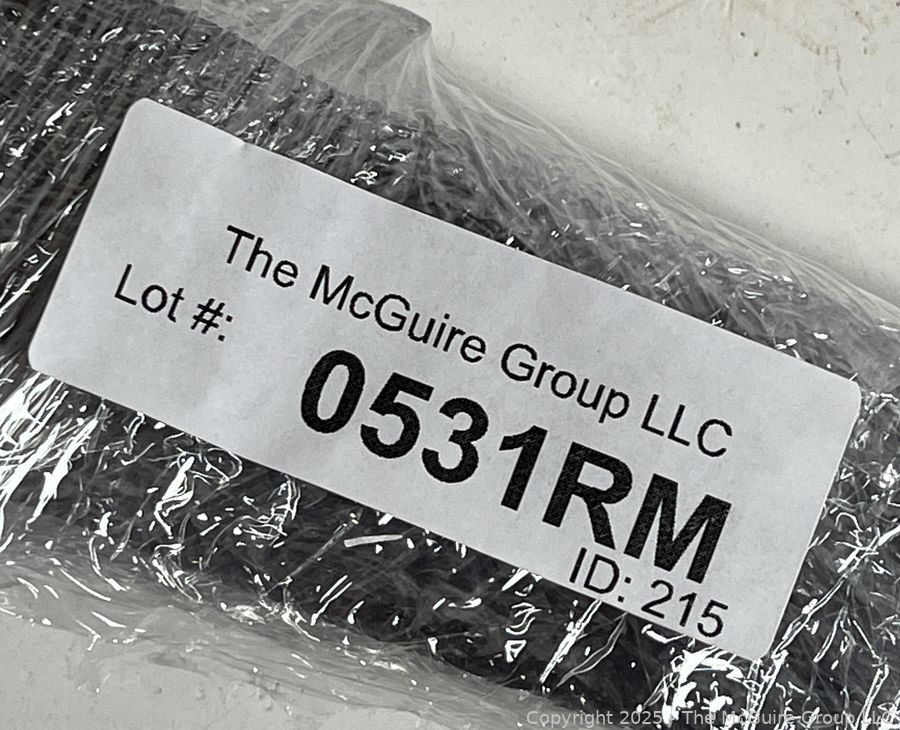 The McGuire Group LLC
Lot #:
0531RM
ID: 215
Copyright 2025 - The McGuire Group LLC